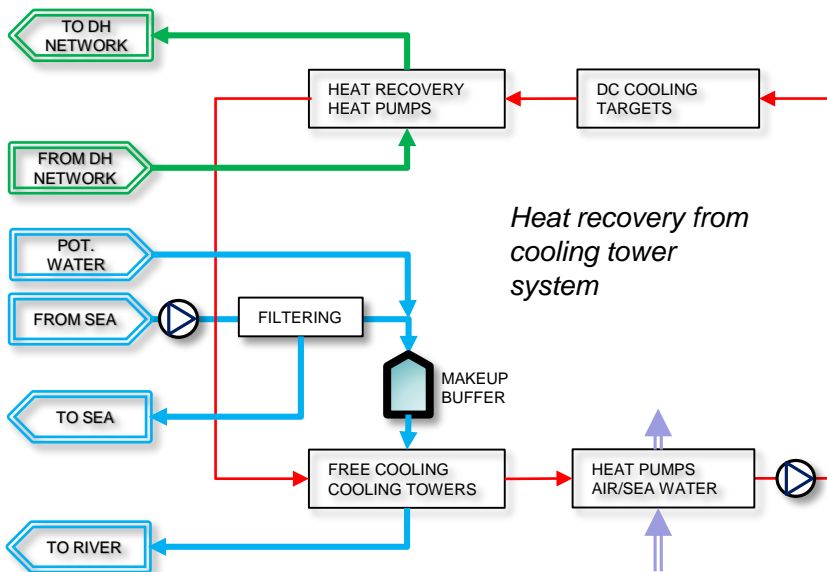 TO DH
NETWORK
HEAT RECOVERY
HEAT PUMPS
DC COOLING
TARGETS
FROM DH
NETWORK
Heat recovery from
cooling tower
system
POT.
WATER
FROM SEA
FILTERING
MAKEUP
BUFFER
TO SEA
FREE COOLING
COOLING TOWERS
HEAT PUMPS
AIR/SEA WATER
TO RIVER